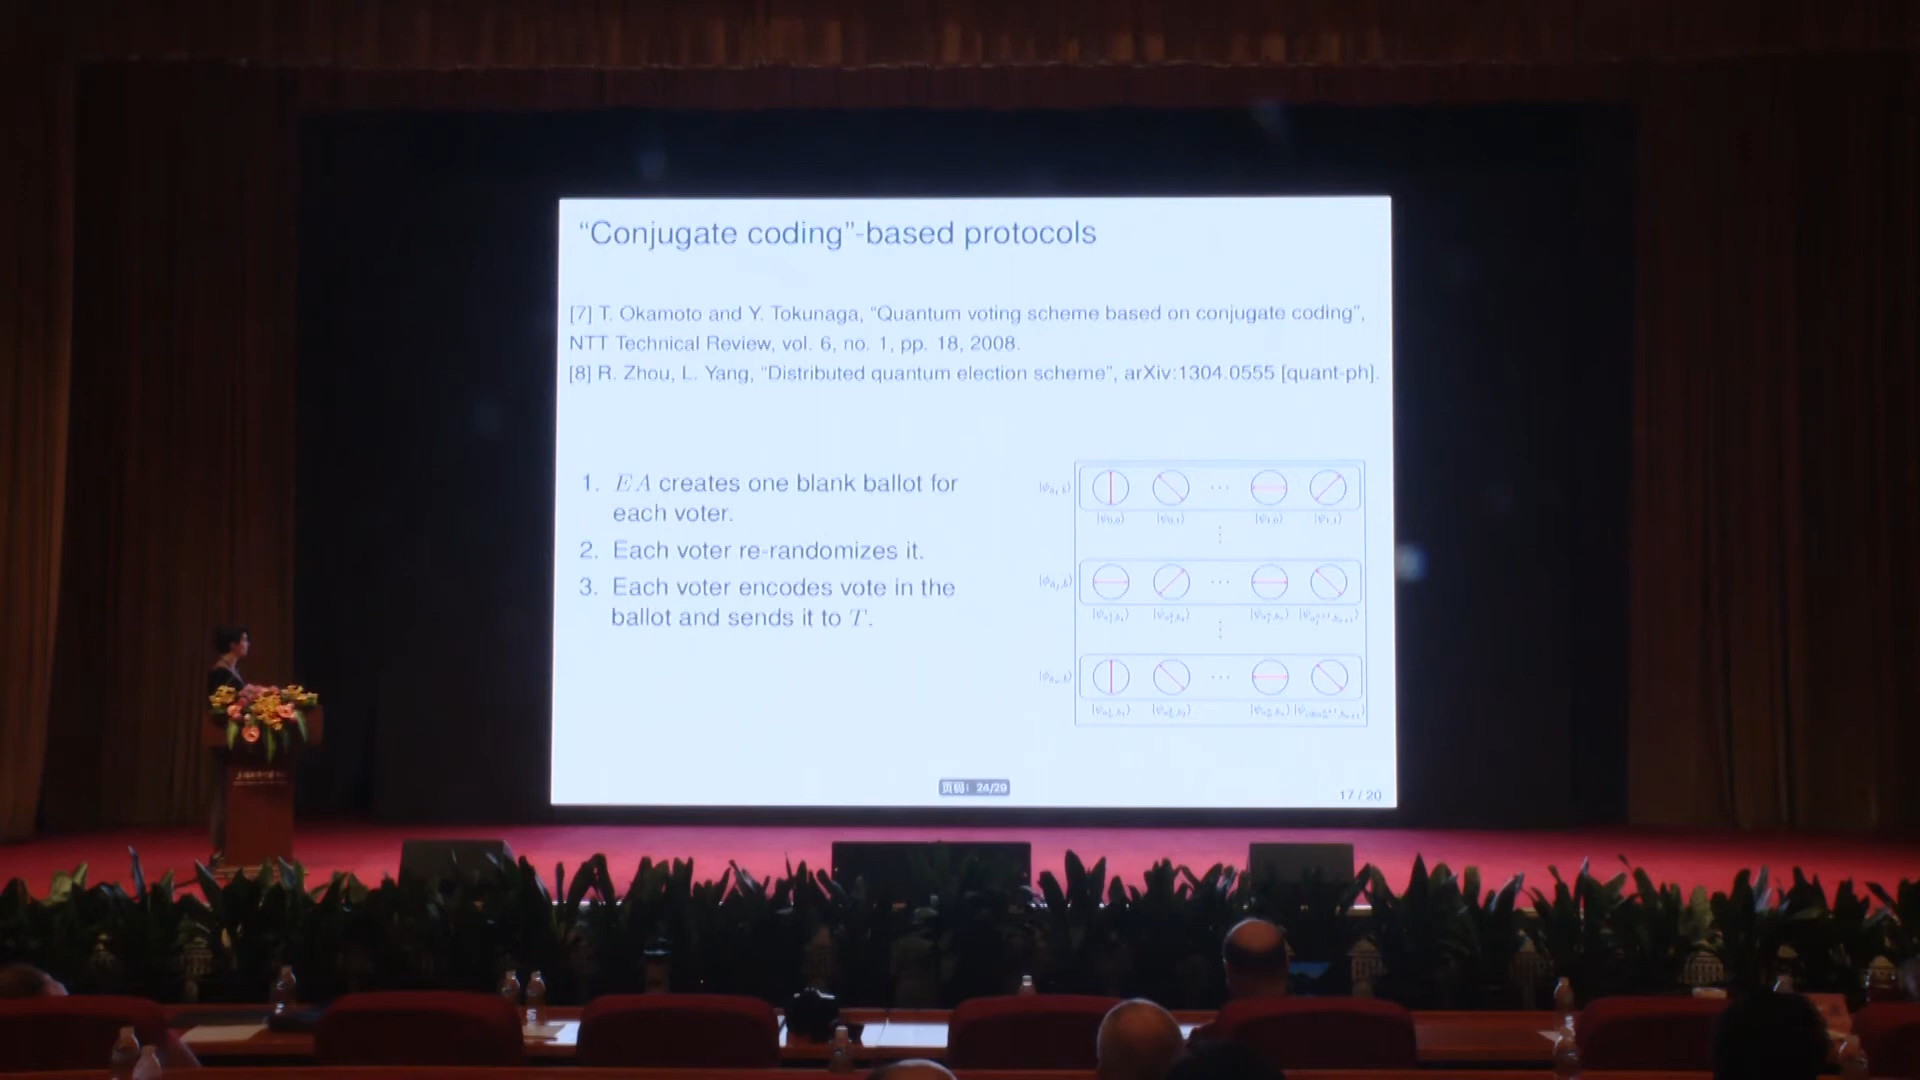 “Conjugate coding”-based protocols
[7] T. Okamoto and Y. Tokunaga, “Quantum voting scheme based on conjugate coding”,
NTT Technical Review, vol. 6, no. 1, pp. 18, 2008.
[8] R. Zhou, L. Yang, “Distributed quantum election scheme”, arXiv:1304.0555 [quant-ph].
1. EA creates one blank ballot for
each voter.
2. Each voter re-randomizes it.
3. Each voter encodes vote in the
ballot and sends it to T.
页码: 24/29
17 / 20